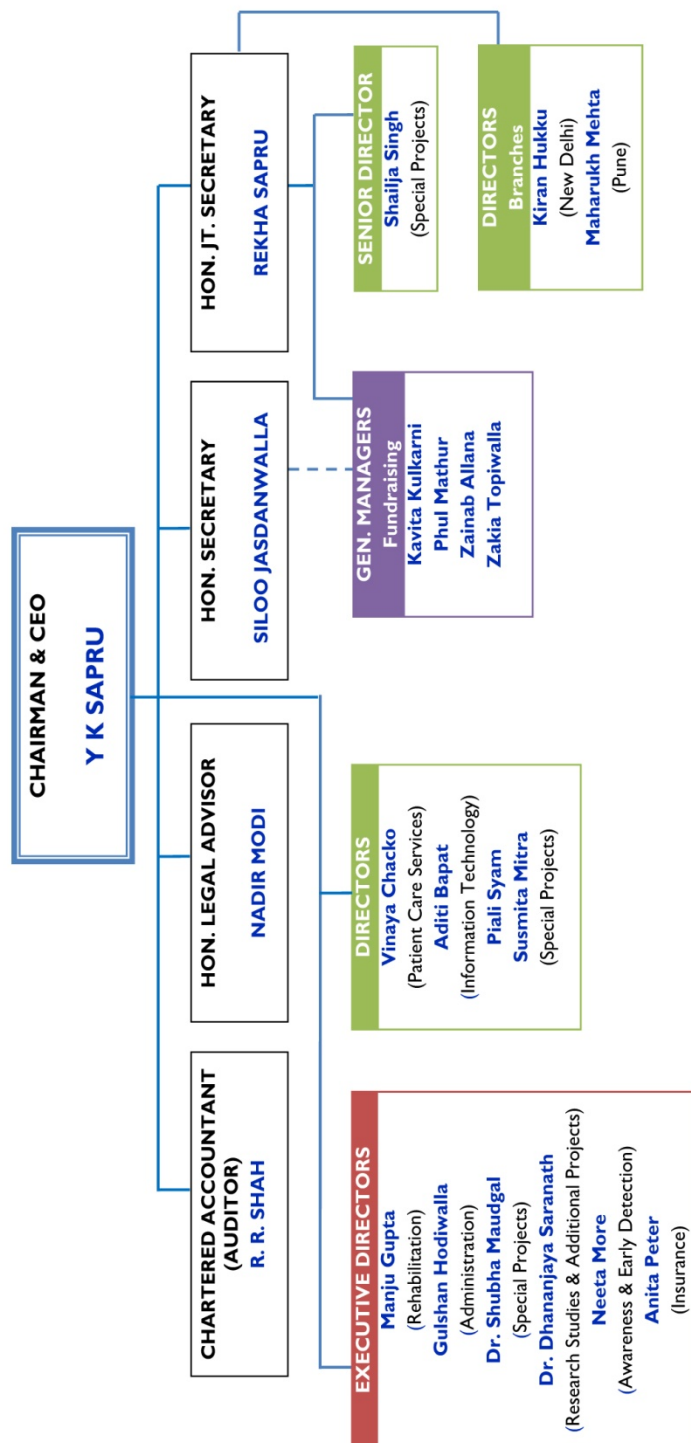 CHAIRMAN & CEO
Y K SAPRU
CHARTERED ACCOUNTANT
(AUDITOR)
R. R. SHAH
HON. LEGAL ADVISOR
NADIR MODI
HON. SECRETARY
SILOO JASDANWALLA
HON. JT. SECRETARY
REKHA SAPRU
EXECUTIVE DIRECTORS
Manju Gupta
(Rehabilitation)
Gulshan Hodiwalla
(Administration)
Dr. Shubha Maudgal
(Special Projects)
Dr. Dhananjaya Saranath
(Research Studies & Additional Projects)
Neeta More
(Awareness & Early Detection)
Anita Peter
(Insurance)
DIRECTORS
Vinaya Chacko
(Patient Care Services)
Aditi Bapat
(Information Technology)
Piali Syam
Susmita Mitra
(Special Projects)
GEN. MANAGERS
Fundraising
Kavita Kulkarni
Phul Mathur
Zainab Allana
Zakia Topiwalla
SENIOR DIRECTOR
Shailja Singh
(Special Projects)
DIRECTORS
Branches
Kiran Hukku
(New Delhi)
Maharukh Mehta
(Pune)